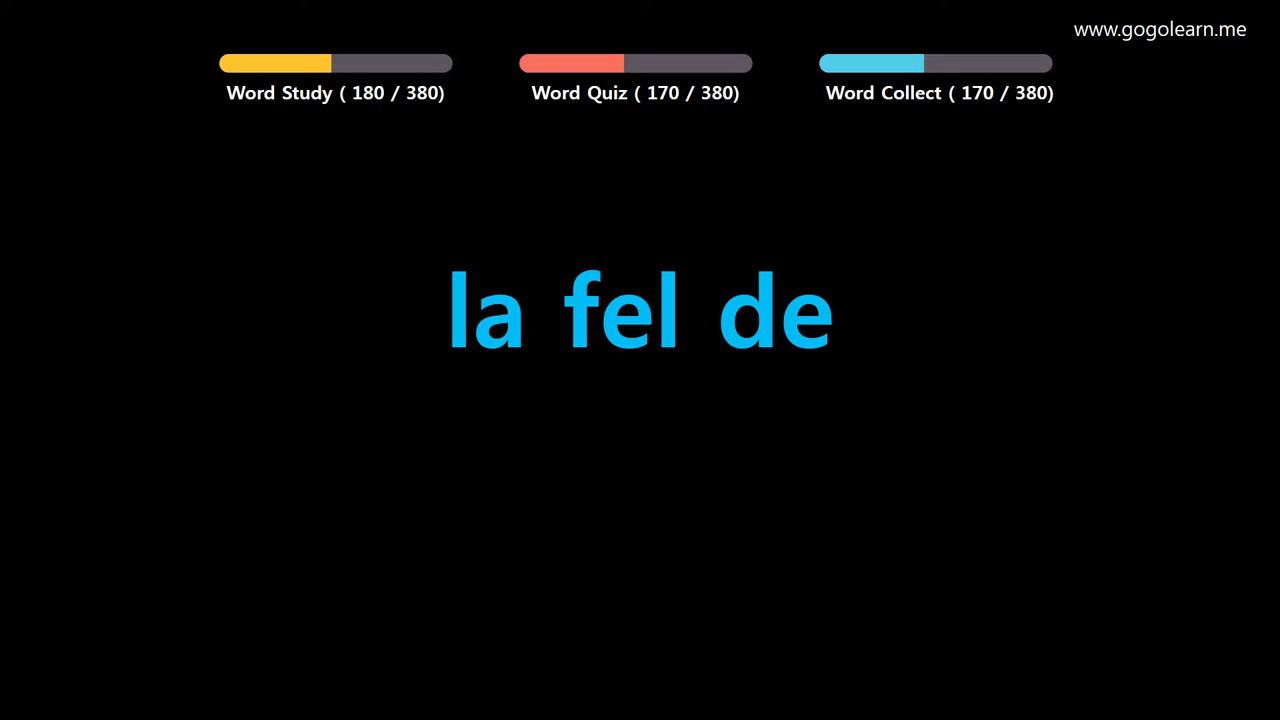 www.gogolearn.me
Word Study ( 180 / 380) Word Quiz ( 170 / 380) Word Collect ( 170 / 380)
la fel de